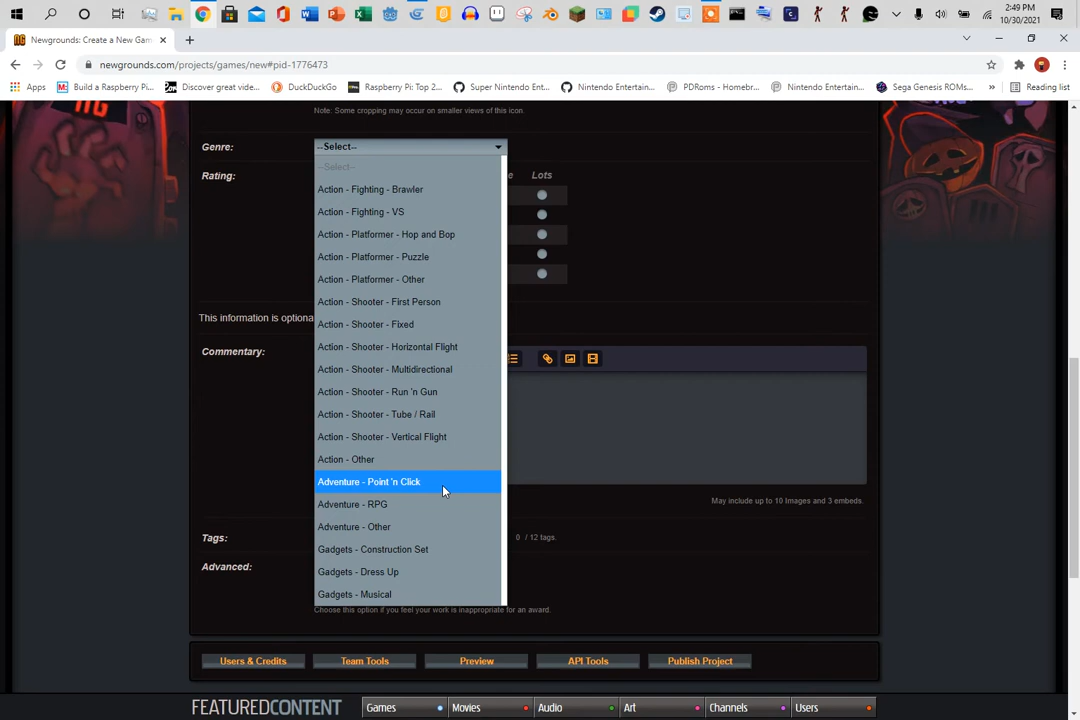 2:49 PM
10/30/2021
Newgrounds: Create a New Gam
newgrounds.com/projects/games/new#pid-1776473
Apps
Build a Raspberry Pi...
Discover great vide...
DuckDuckGo
Raspberry Pi: Top 2...
Super Nintendo Ent...
Nintendo Entertain...
PDRoms - Homebr...
Nintendo Entertain...
Sega Genesis ROMs...
»
Reading list
Note: Some cropping may occur on smaller views of this icon.
Genre:
--Select--
--Select--
Rating:
e Lots
Action - Fighting - Brawler
Action - Fighting - VS
Action - Platformer - Hop and Bop
Action - Platformer - Puzzle
Action - Platformer - Other
Action - Shooter - First Person
Action - Shooter - Fixed
Action - Shooter - Horizontal Flight
Action - Shooter - Multidirectional
Action - Shooter - Run 'n Gun
Action - Shooter - Tube / Rail
Action - Shooter - Vertical Flight
Action - Other
Adventure - Point 'n Click
Adventure - RPG
Adventure - Other
Gadgets - Construction Set
Gadgets - Dress Up
Gadgets - Musical
This information is optiona
Commentary:
May include up to 10 images and 3 embeds.
Tags:
0 / 12 tags.
Advanced:
Choose this option if you feel your work is inappropriate for an award.
Users & Credits
Team Tools
Preview
API Tools
Publish Project
FEATURED CONTENT
Games
Movies
Audio
Art
Channels
Users